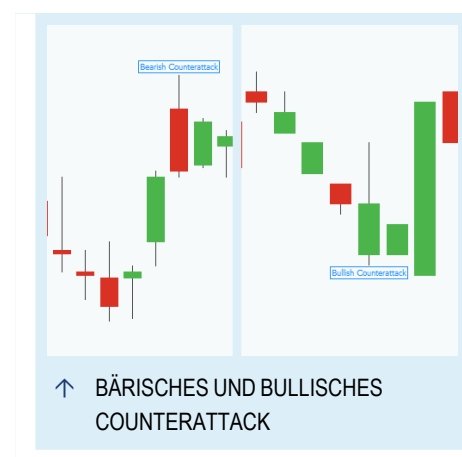 Bearish Counterattack
Bullish Counterattack
BÄRISCHES UND BULLISCHES
COUNTERATTACK